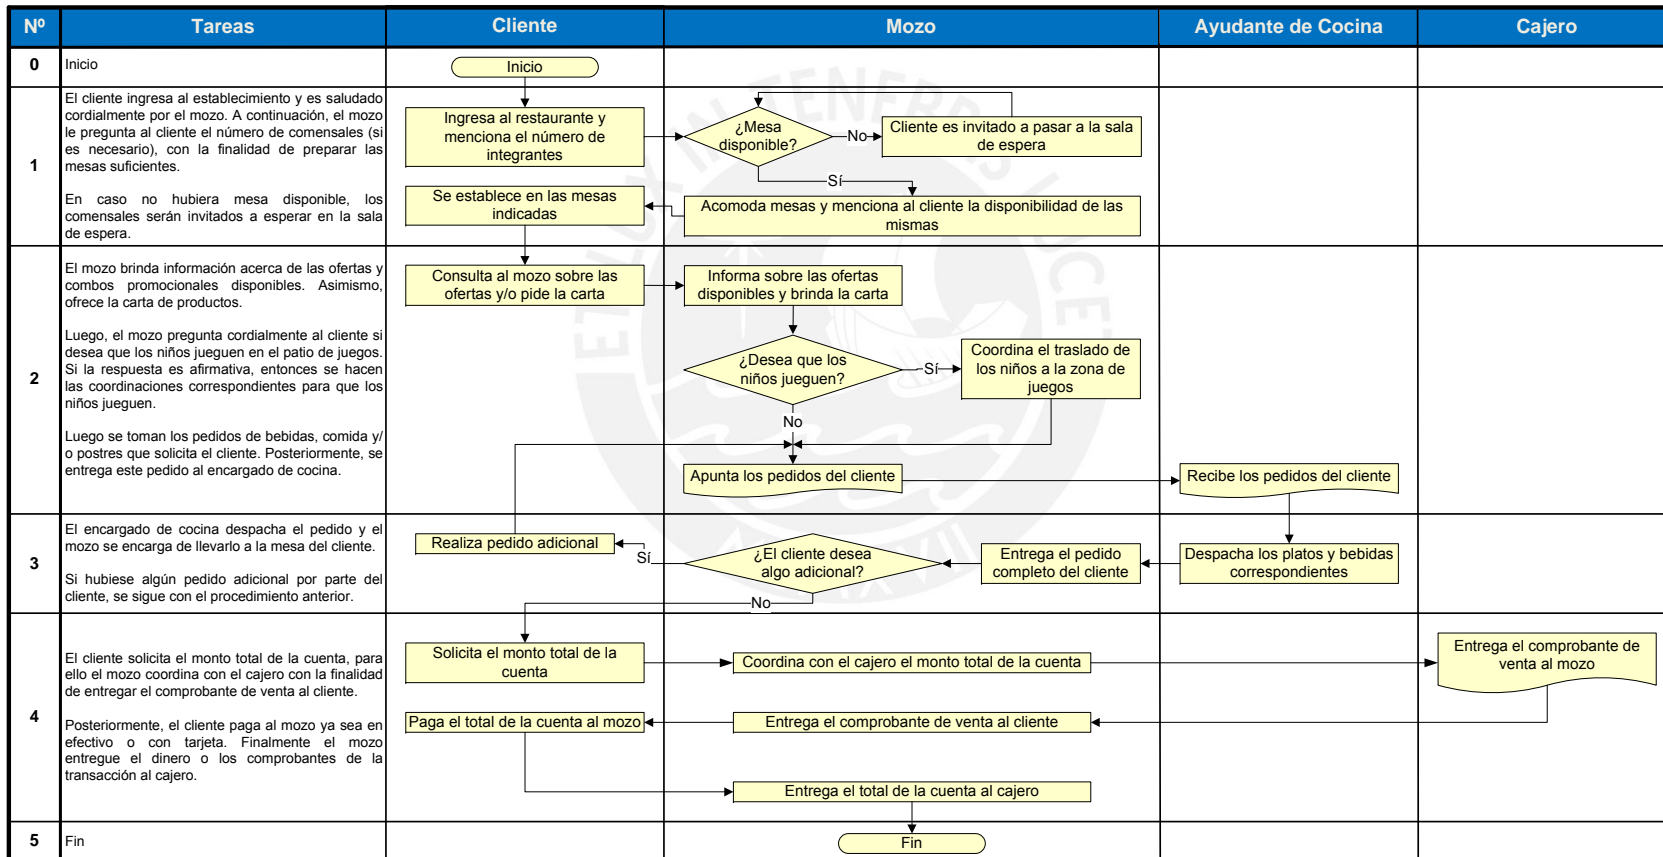 Nº
Tareas
Cliente
Mozo
Ayudante de Cocina
Cajero
0
Inicio
Inicio
1
El cliente ingresa al establecimiento y es saludado
cordialmente por el mozo. A continuación, el mozo
le pregunta al cliente el número de comensales (si
es necesario), con la finalidad de preparar las
mesas suficientes.
En caso no hubiera mesa disponible, los
comensales serán invitados a esperar en la sala
de espera.
Ingresa al restaurante y
menciona el número de
integrantes
¿Mesa
disponible?
No
Cliente es invitado a pasar a la sala
de espera
Sí
Se establece en las mesas
indicadas
Acomoda mesas y menciona al cliente la disponibilidad de las
mismas
2
El mozo brinda información acerca de las ofertas y
combos promocionales disponibles. Asimismo,
ofrece la carta de productos.
Luego, el mozo pregunta cordialmente al cliente si
desea que los niños jueguen en el patio de juegos.
Si la respuesta es afirmativa, entonces se hacen
las coordinaciones correspondientes para que los
niños jueguen.
Luego se toman los pedidos de bebidas, comida y/
o postres que solicita el cliente. Posteriormente, se
entrega este pedido al encargado de cocina.
Consulta al mozo sobre las
ofertas y/o pide la carta
Informa sobre las ofertas
disponibles y brinda la carta
¿Desea que los
niños jueguen?
Sí
Coordina el traslado de
los niños a la zona de
juegos
No
Apunta los pedidos del cliente
Recibe los pedidos del cliente
3
El encargado de cocina despacha el pedido y el
mozo se encarga de llevarlo a la mesa del cliente.
Si hubiese algún pedido adicional por parte del
cliente, se sigue con el procedimiento anterior.
Realiza pedido adicional
Sí
¿El cliente desea
algo adicional?
Entrega el pedido
completo del cliente
Despacha los platos y bebidas
correspondientes
No
4
El cliente solicita el monto total de la cuenta, para
ello el mozo coordina con el cajero con la finalidad
de entregar el comprobante de venta al cliente.
Posteriormente, el cliente paga al mozo ya sea en
efectivo o con tarjeta. Finalmente el mozo
entregue el dinero o los comprobantes de la
transacción al cajero.
Solicita el monto total de la
cuenta
Coordina con el cajero el monto total de la cuenta
Entrega el comprobante de
venta al mozo
Paga el total de la cuenta al mozo
Entrega el comprobante de venta al cliente
Entrega el total de la cuenta al cajero
5
Fin
Fin